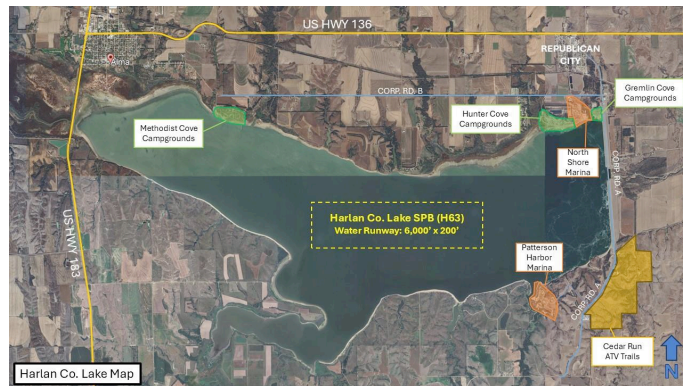 US HWY 136
REPUBLICAN
CITY
Alma
Gremlin Cove
Campgrounds
CORP. RD. B
Hunter Cove
Campgrounds
Methodist Cove
Campgrounds
North
Shore
Marina
CORP. RD. A
Harlan Co. Lake SPB (H63)
Water Runway: 6,000' x 200'
US HWY 183
Patterson
Harbor
Marina
CORP. RD. A
Cedar Run
ATV Trails
Harlan Co. Lake Map
N